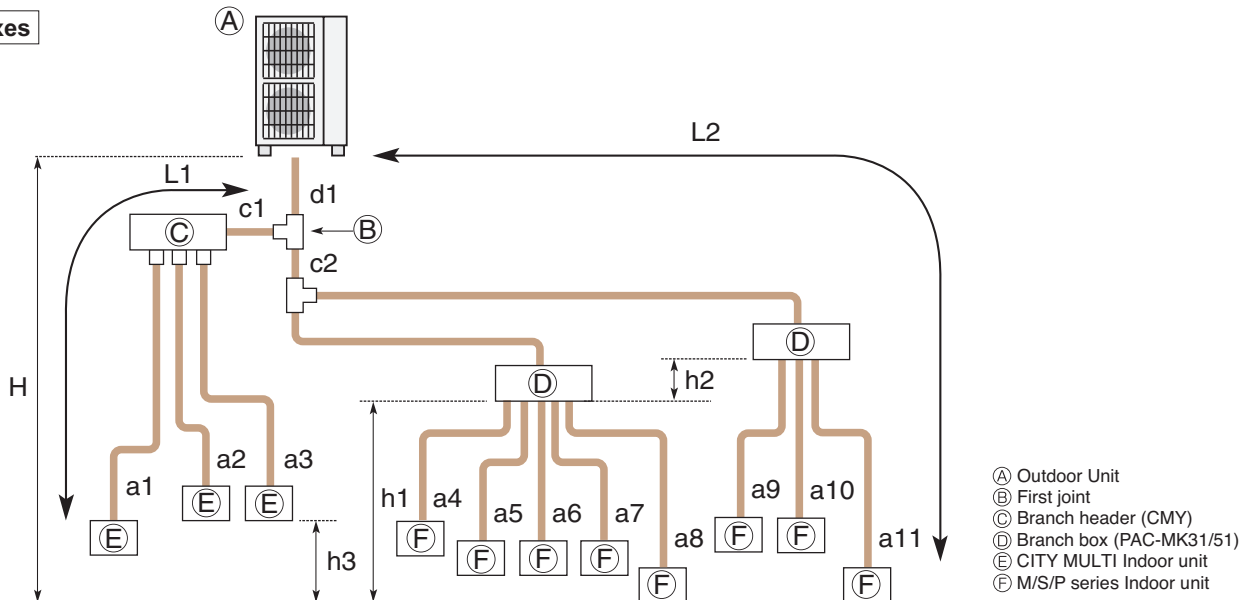 xes
Ⓐ
L2
L1
d1
c1
Ⓒ
Ⓑ
c2
Ⓓ
H
Ⓓ
h2
a1
a2
a3
Ⓔ
Ⓔ
Ⓔ
h3
h1
a4
a5
a6
a7
a8
Ⓕ
Ⓕ
Ⓕ
Ⓕ
Ⓕ
a9
a10
a11
Ⓕ
Ⓕ
Ⓕ
Ⓐ Outdoor Unit
Ⓑ First joint
Ⓒ Branch header (CMY)
Ⓓ Branch box (PAC-MK31/51)
Ⓔ CITY MULTI Indoor unit
Ⓕ M/S/P series Indoor unit